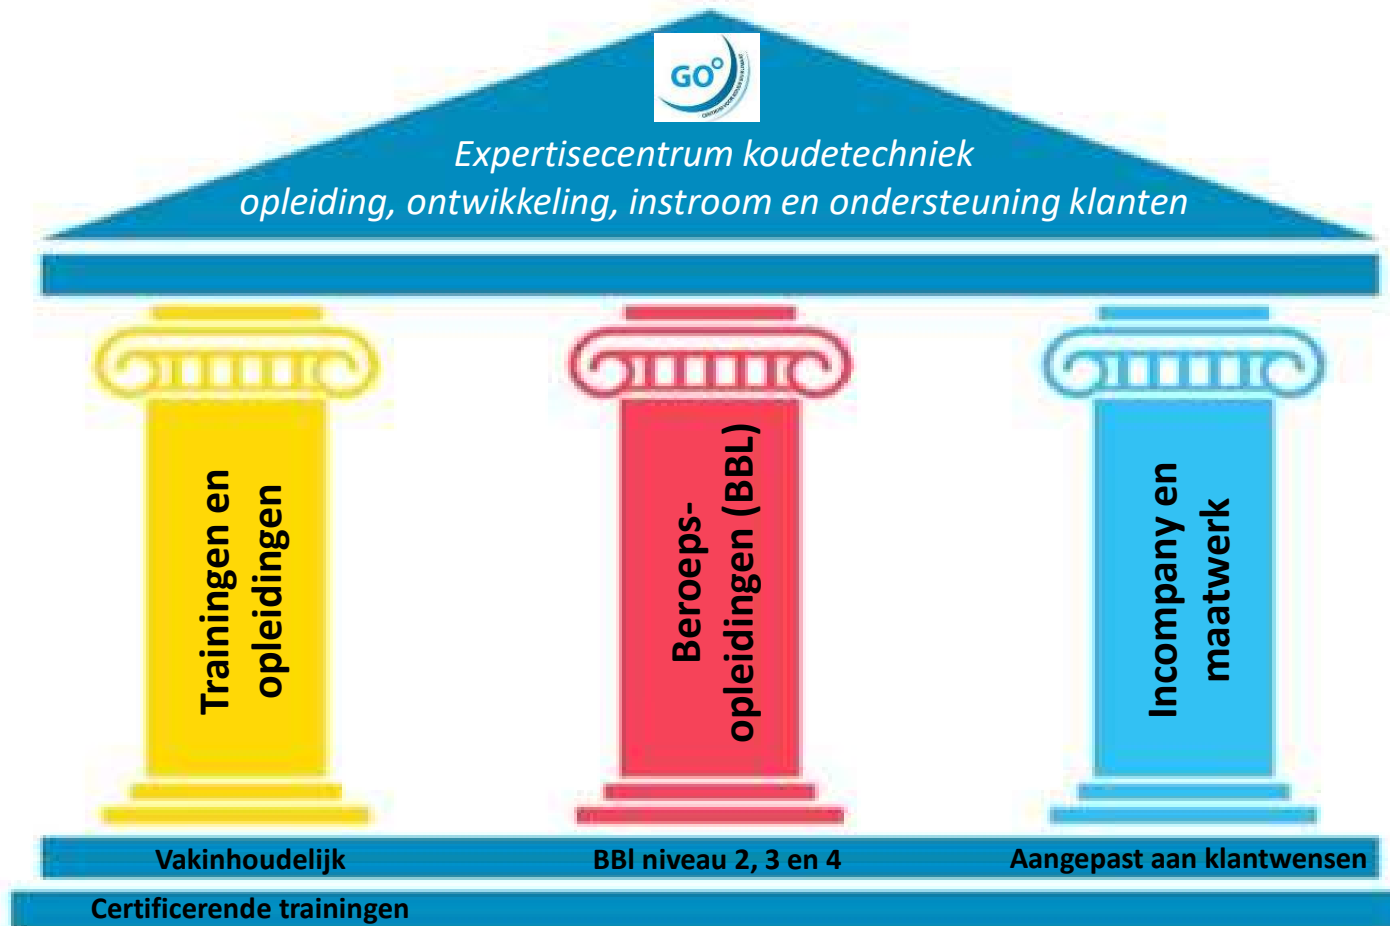 GO°
Expertisecentrum koudetechniek
opleiding, ontwikkeling, instroom en ondersteuning klanten
Trainingen en
opleidingen
Beroeps-
opleidingen (BBL)
Incompany en
maatwerk
Vakinhoudelijk
BBl niveau 2, 3 en 4
Aangepast aan klantwensen
Certificerende trainingen